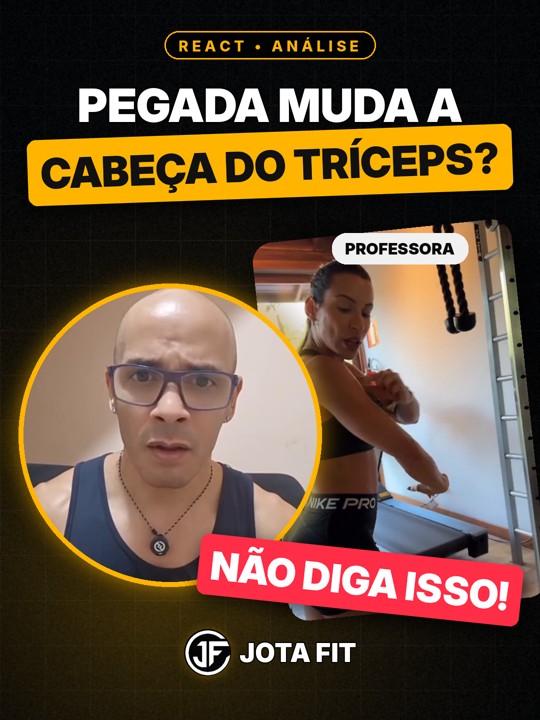 REACT • ANÁLISE
PEGADA MUDA A
CABEÇA DO TRÍCEPS?
PROFESSORA
NIKE PRO
NÃO DIGA ISSO!
JF JOTA FIT